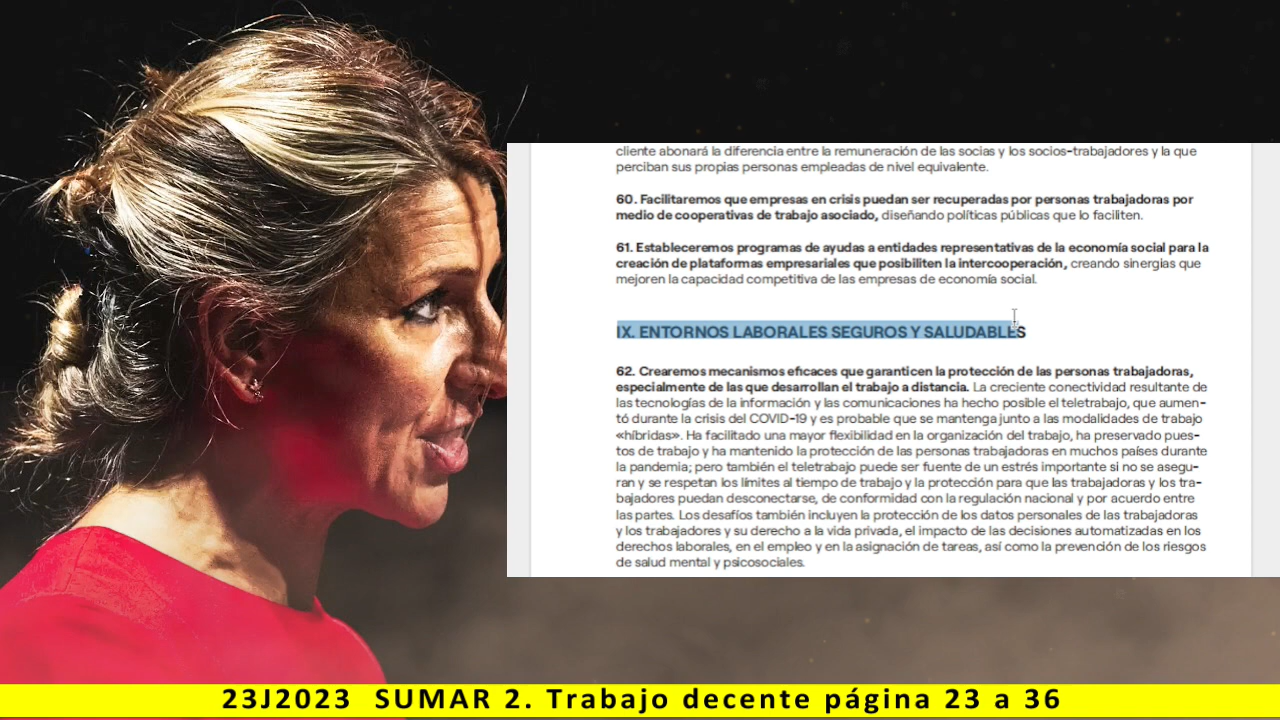 cliente abonará la diferencia entre la remuneración de las socias y los socios-trabajadores y la que
perciban sus propias personas empleadas de nivel equivalente.
60. Facilitaremos que empresas en crisis puedan ser recuperadas por personas trabajadoras por
medio de cooperativas de trabajo asociado, diseñando políticas públicas que lo faciliten.
61. Estableceremos programas de ayudas a entidades representativas de la economía social para la
creación de plataformas empresariales que posibiliten la intercooperación, creando sinergias que
mejoren la capacidad competitiva de las empresas de economía social.
IX. ENTORNOS LABORALES SEGUROS Y SALUDABLES
62. Crearemos mecanismos eficaces que garanticen la protección de las personas trabajadoras,
especialmente de las que desarrollan el trabajo a distancia. La creciente conectividad resultante de
las tecnologías de la información y las comunicaciones ha hecho posible el teletrabajo, que aumen-
tó durante la crisis del COVID-19 y es probable que se mantenga junto a las modalidades de trabajo
«híbridas». Ha facilitado una mayor flexibilidad en la organización del trabajo, ha preservado pues-
tos de trabajo y ha mantenido la protección de las personas trabajadoras en muchos países durante
la pandemia; pero también el teletrabajo puede ser fuente de un estrés importante si no se asegu-
ran y se respetan los límites al tiempo de trabajo y la protección para que las trabajadoras y los tra-
bajadores puedan desconectarse, de conformidad con la regulación nacional y por acuerdo entre
las partes. Los desafíos también incluyen la protección de los datos personales de las trabajadoras
y los trabajadores y su derecho a la vida privada, el impacto de las decisiones automatizadas en los
derechos laborales, en el empleo y en la asignación de tareas, así como la prevención de los riesgos
de salud mental y psicosociales.
23J2023 SUMAR 2. Trabajo decente página 23 a 36